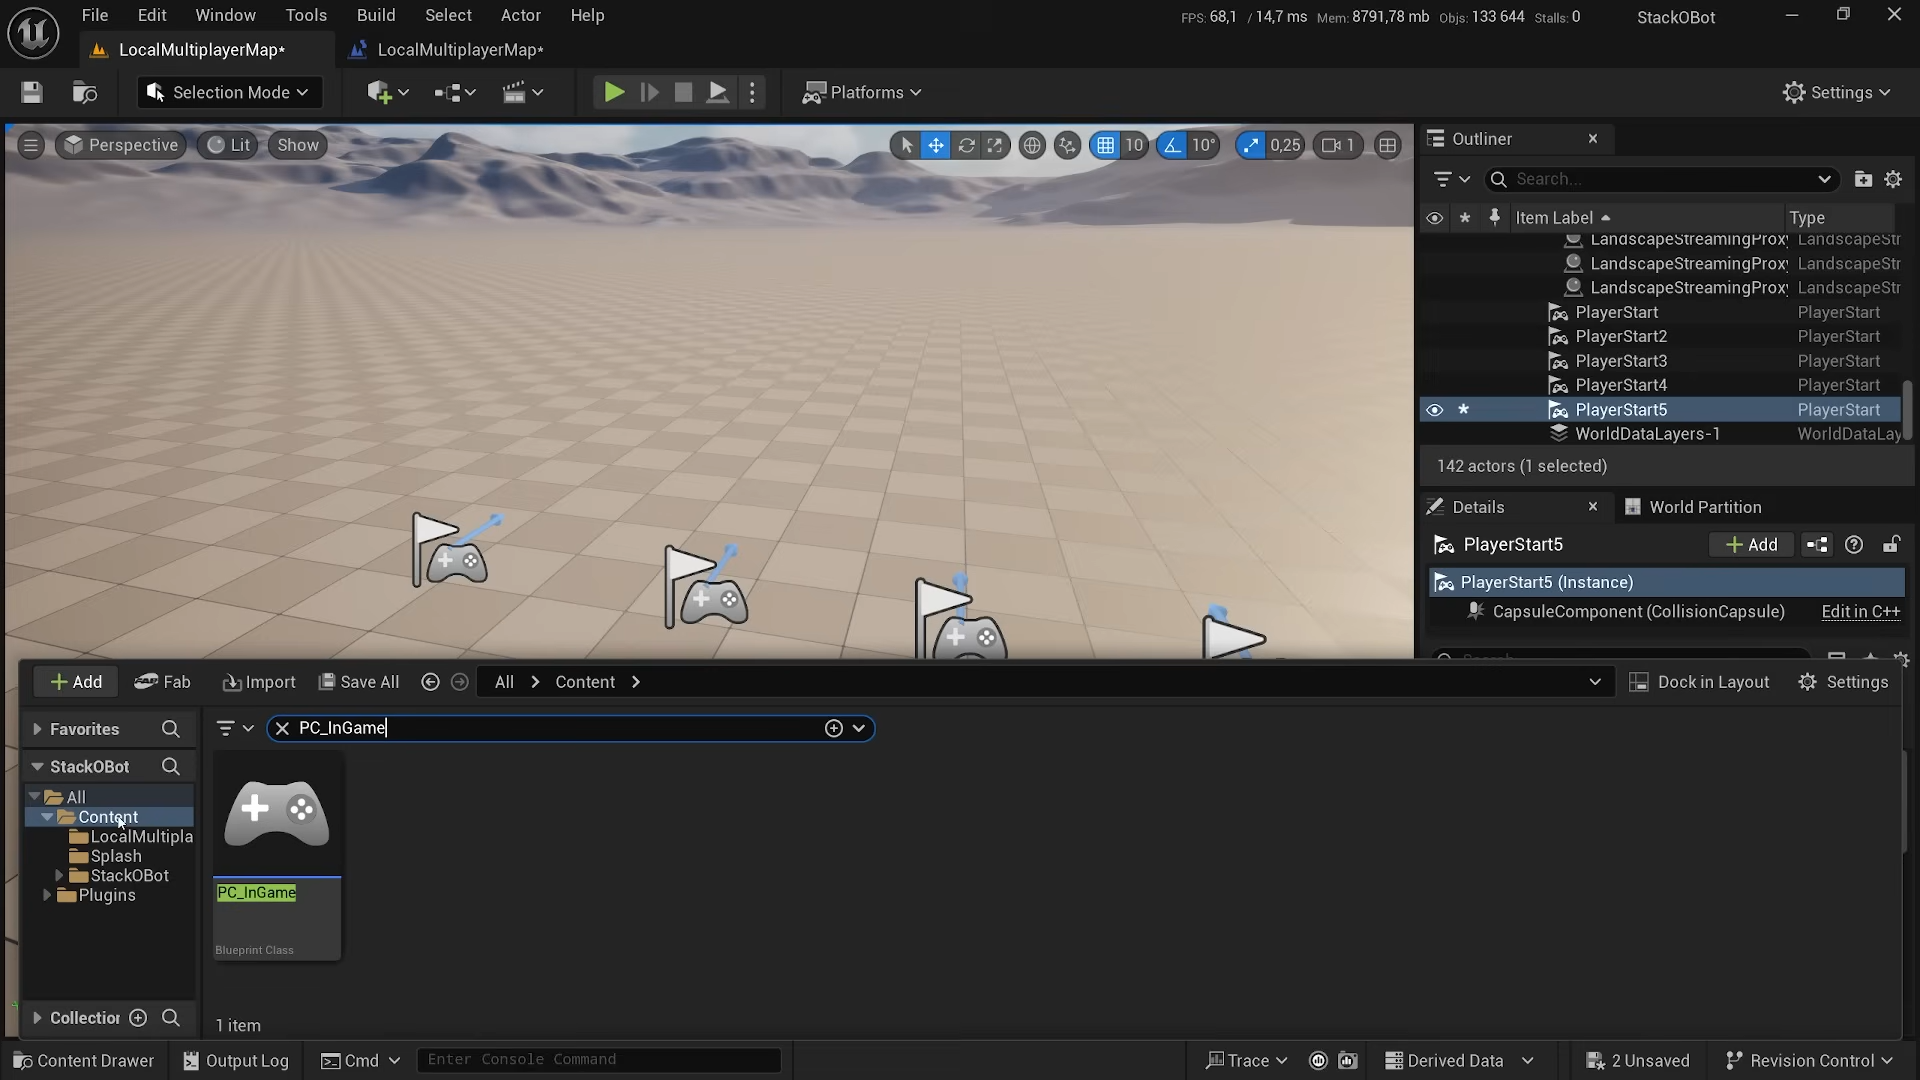 File Edit Window Tools Build Select Actor Help
FPS: 68,1 / 14,7 ms Mem: 8791,78 mb Objs: 133 644 Stalls: 0 StackOBot
LocalMultiplayerMap* LocalMultiplayerMap*
Selection Mode Platforms Settings
Perspective Lit Show 10 10° 0,25 1
Outliner
Search...
Item Label Type
LandscapeStreamingProxy LandscapeStr
LandscapeStreamingProxy LandscapeStr
LandscapeStreamingProxy LandscapeStr
PlayerStart PlayerStart
PlayerStart2 PlayerStart
PlayerStart3 PlayerStart
PlayerStart4 PlayerStart
PlayerStart5 PlayerStart
WorldDataLayers-1 WorldDataLay
142 actors (1 selected)
Details World Partition
PlayerStart5 Add
PlayerStart5 (Instance)
CapsuleComponent (CollisionCapsule) Edit in C++
Search
Add Fab Import Save All All Content Dock in Layout Settings
Favorites
PC_InGame
StackOBot
All
Content
LocalMultipla
Splash
StackOBot
Plugins
PC_InGame
Blueprint Class
Collection
1 item
Content Drawer Output Log Cmd Enter Console Command Trace Derived Data 2 Unsaved Revision Control